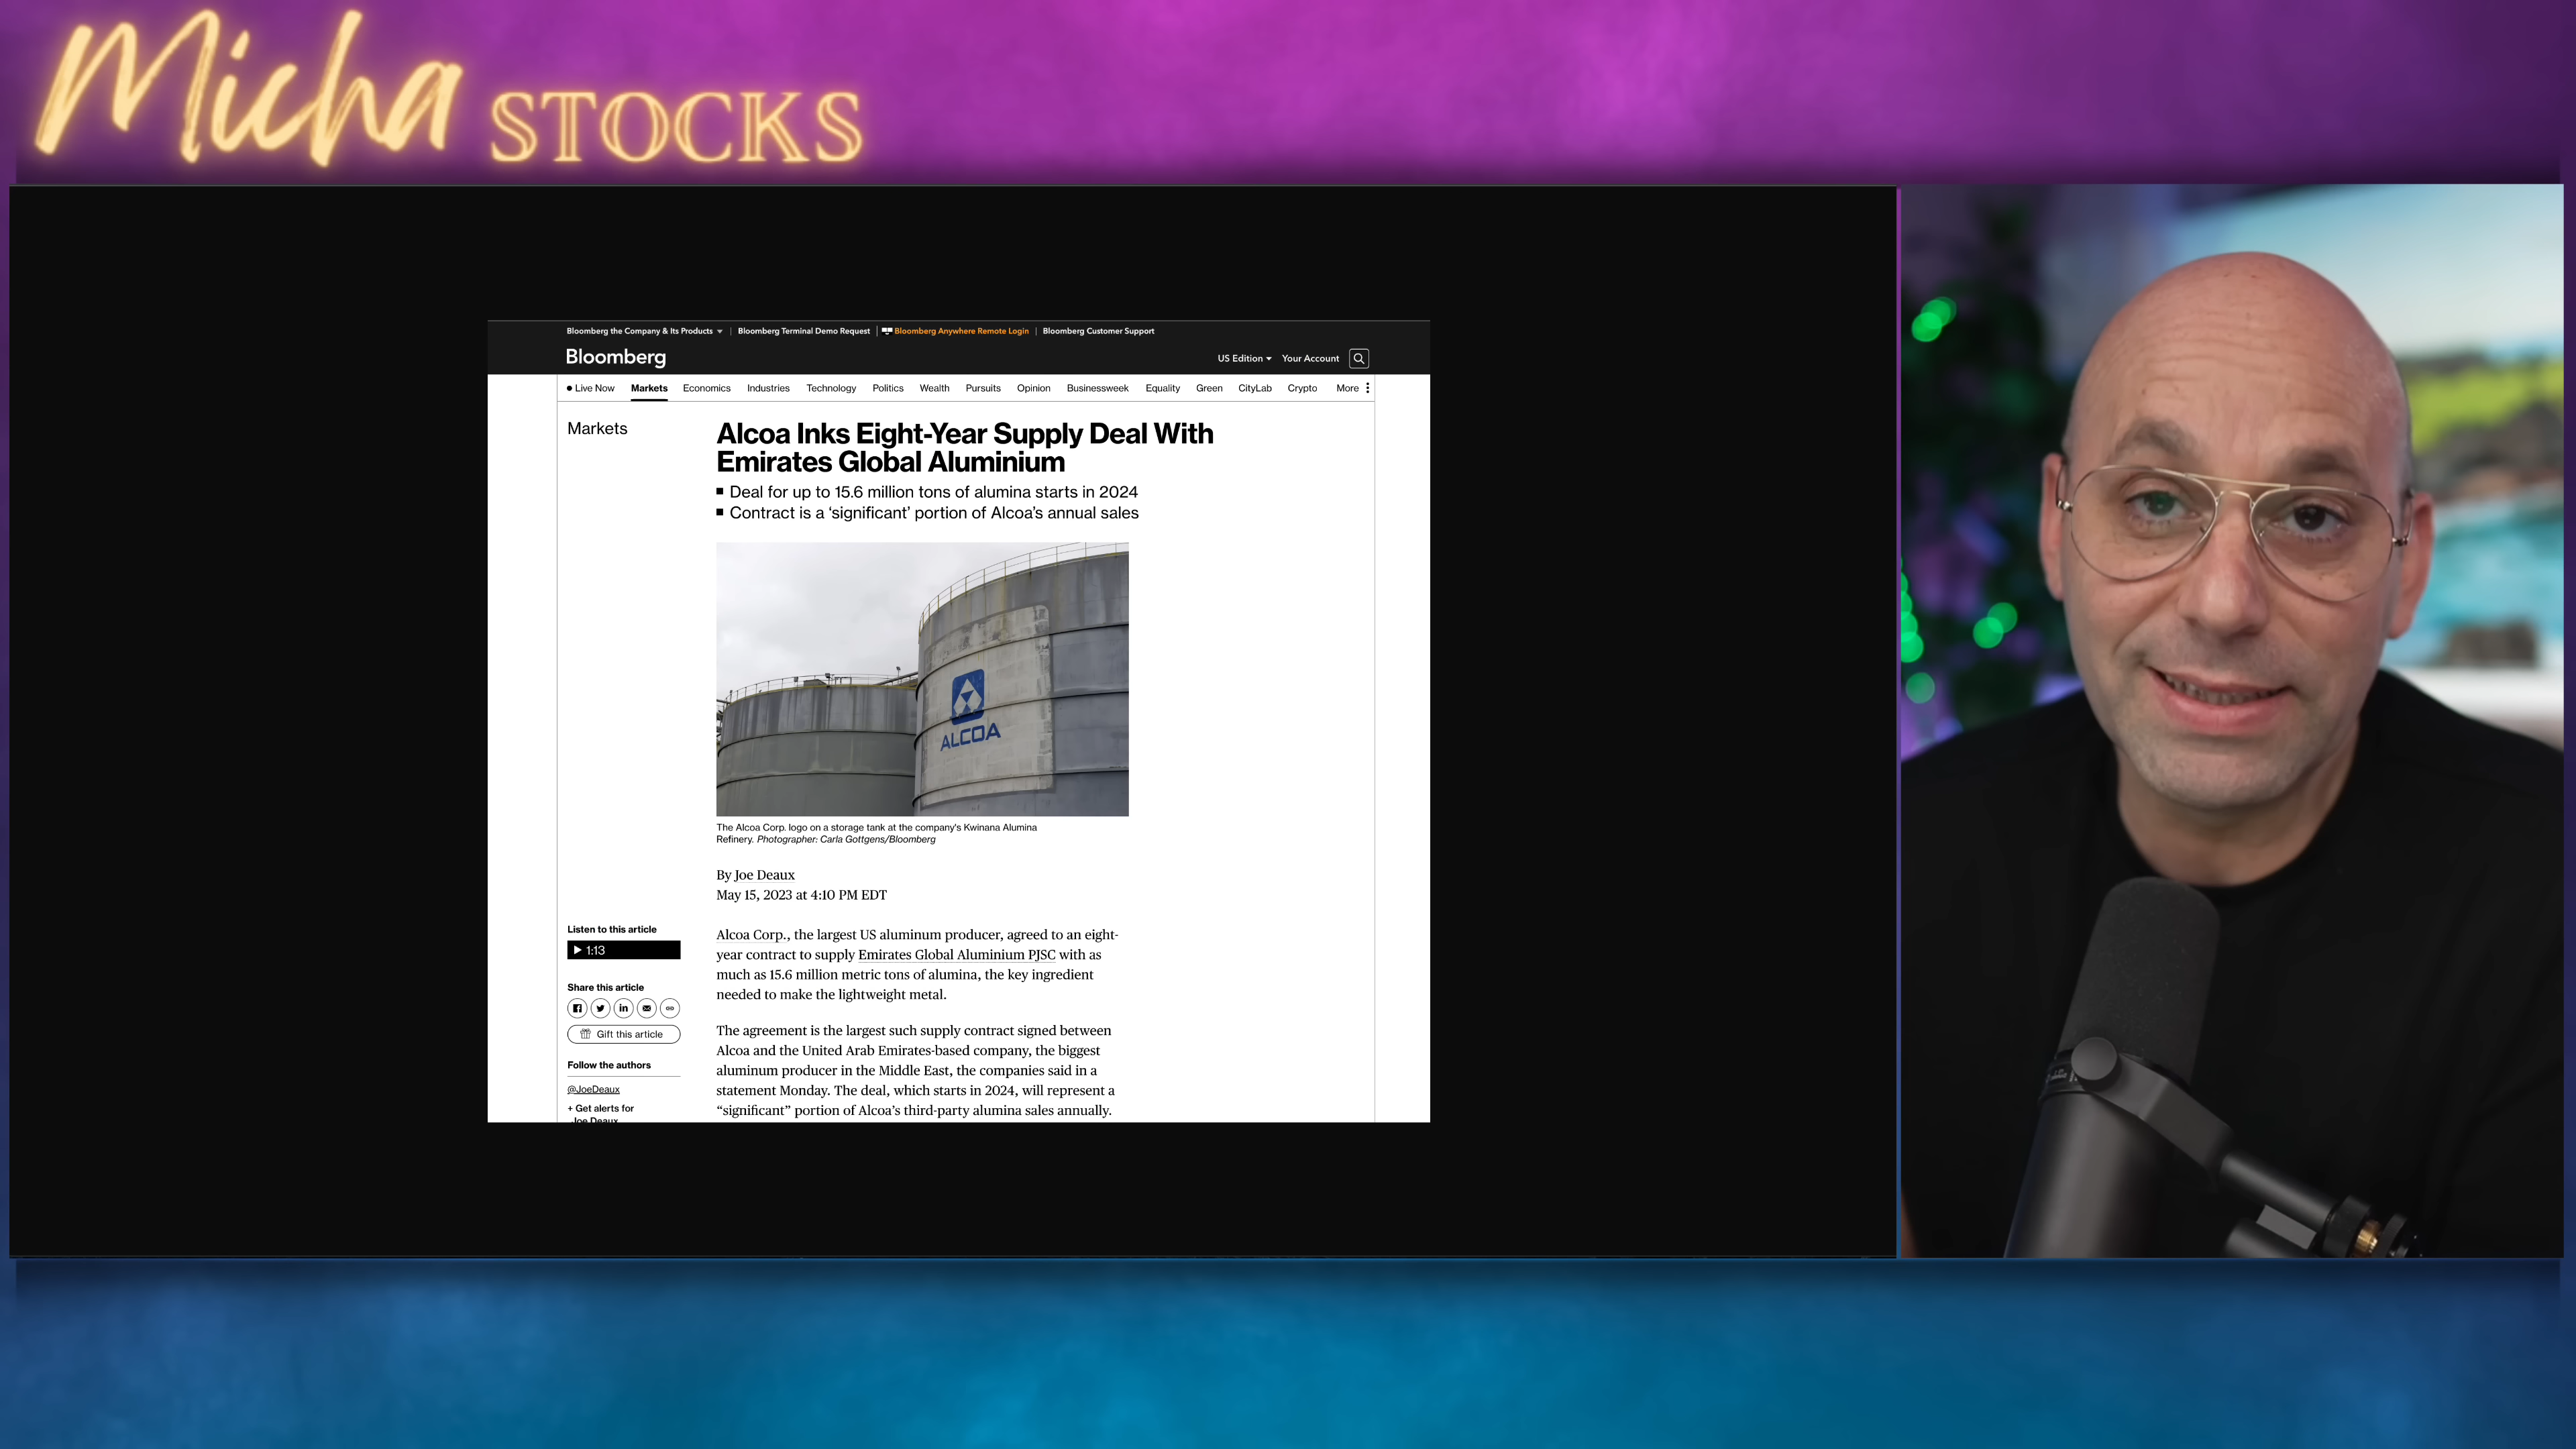 Micha STOCKS
Bloomberg the Company & Its Products
Bloomberg Terminal Demo Request
Bloomberg Anywhere Remote Login
Bloomberg Customer Support
Bloomberg
US Edition
Your Account
Live Now
Markets
Economics
Industries
Technology
Politics
Wealth
Pursuits
Opinion
Businessweek
Equality
Green
CityLab
Crypto
More
Markets
Alcoa Inks Eight-Year Supply Deal With
Emirates Global Aluminium
Deal for up to 15.6 million tons of alumina starts in 2024
Contract is a ‘significant’ portion of Alcoa’s annual sales
ALCOA
The Alcoa Corp. logo on a storage tank at the company's Kwinana Alumina
Refinery. Photographer: Carla Gottgens/Bloomberg
By Joe Deaux
May 15, 2023 at 4:10 PM EDT
Listen to this article
1:13
Share this article
Gift this article
Follow the authors
@JoeDeaux
+ Get alerts for
Joe Deaux
Alcoa Corp., the largest US aluminum producer, agreed to an eight-
year contract to supply Emirates Global Aluminium PJSC with as
much as 15.6 million metric tons of alumina, the key ingredient
needed to make the lightweight metal.
The agreement is the largest such supply contract signed between
Alcoa and the United Arab Emirates-based company, the biggest
aluminum producer in the Middle East, the companies said in a
statement Monday. The deal, which starts in 2024, will represent a
“significant” portion of Alcoa’s third-party alumina sales annually.